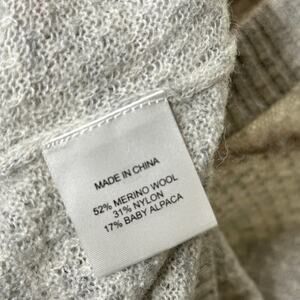 MADE IN CHINA
52% MERINO WOOL
31% NYLON
17% BABY ALPACA